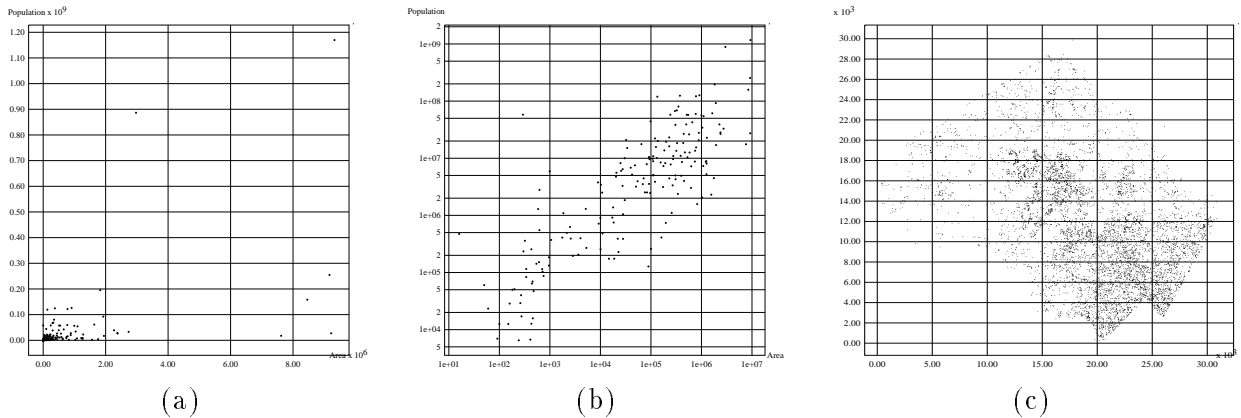 Population x 10^9
1.20
1.10
1.00
0.90
0.80
0.70
0.60
0.50
0.40
0.30
0.20
0.10
0.00
Area x 10^6
0.00 2.00 4.00 6.00 8.00
(a)
Population
2
1e+09
5
2
1e+08
5
2
1e+07
5
2
1e+06
5
2
1e+05
5
2
1e+04
5
Area
1e+01 1e+02 1e+03 1e+04 1e+05 1e+06 1e+07
(b)
x 10^3
30.00
28.00
26.00
24.00
22.00
20.00
18.00
16.00
14.00
12.00
10.00
8.00
6.00
4.00
2.00
0.00
x 10^3
0.00 5.00 10.00 15.00 20.00 25.00 30.00
(c)